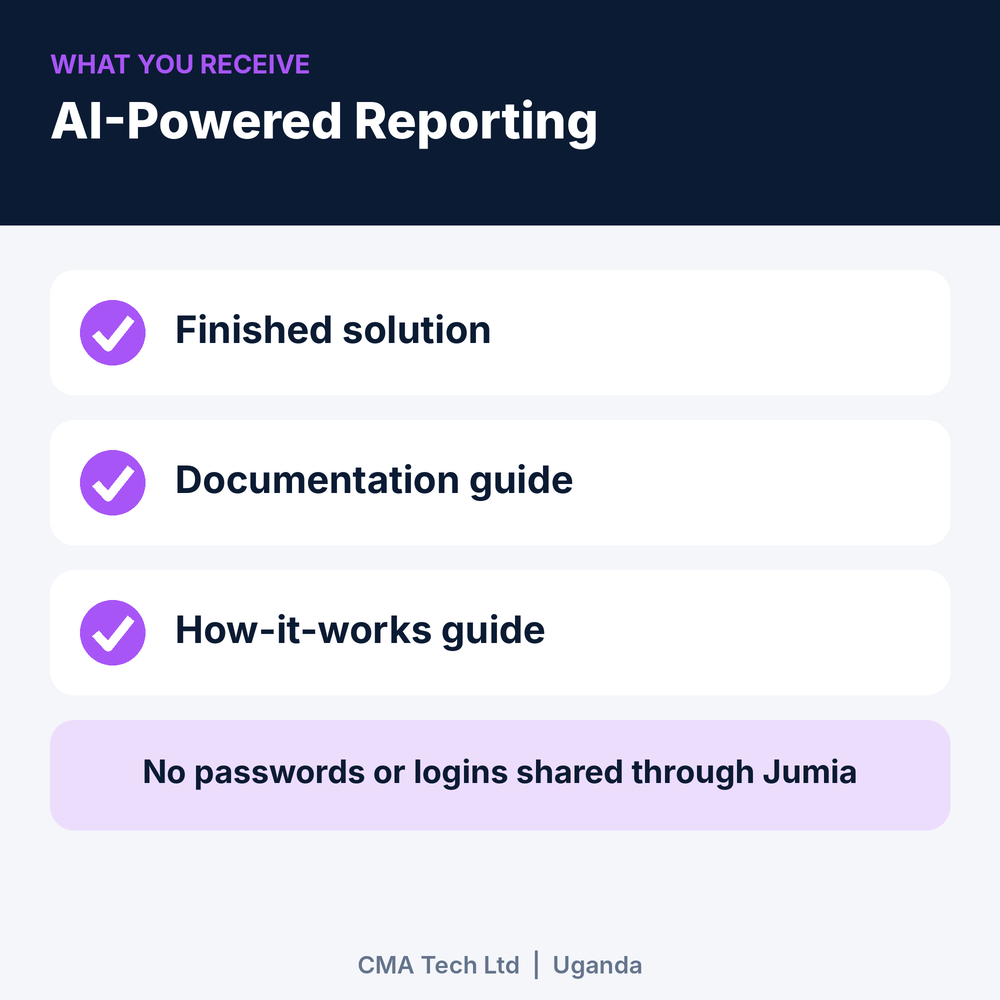 WHAT YOU RECEIVE
AI-Powered Reporting
Finished solution
Documentation guide
How-it-works guide
No passwords or logins shared through Jumia
CMA Tech Ltd | Uganda